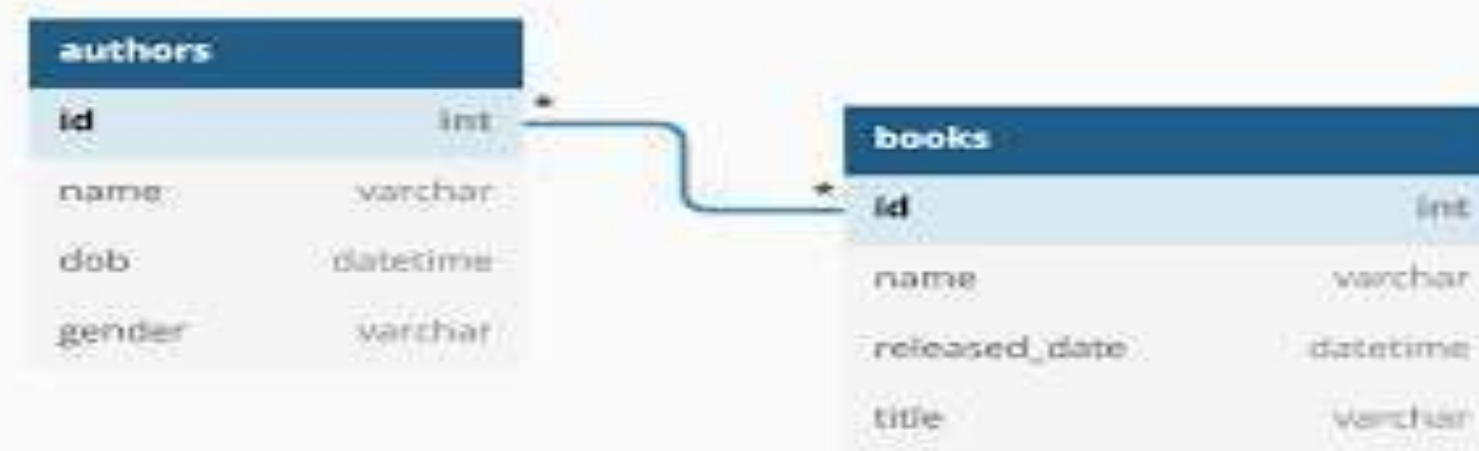 authors
id int
name varchar
dob datetime
gender varchar
*
*
books
id int
name varchar
released_date datetime
title varchar